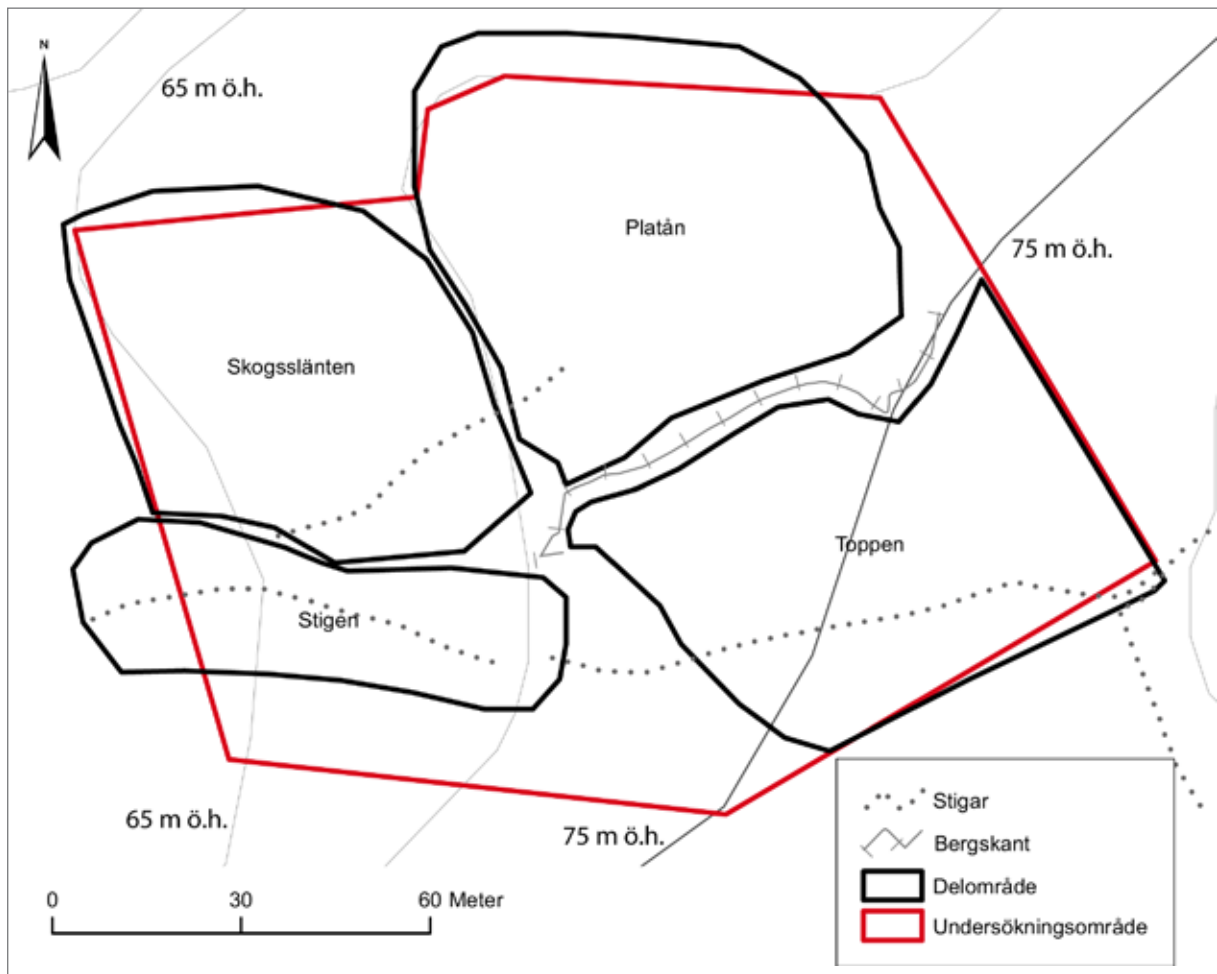 N
65 m ö.h.
Platån
75 m ö.h.
Skogsslänten
Toppen
Stigen
65 m ö.h.
75 m ö.h.
0 30 60 Meter
Stigar
Bergskant
Delområde
Undersökningsområde